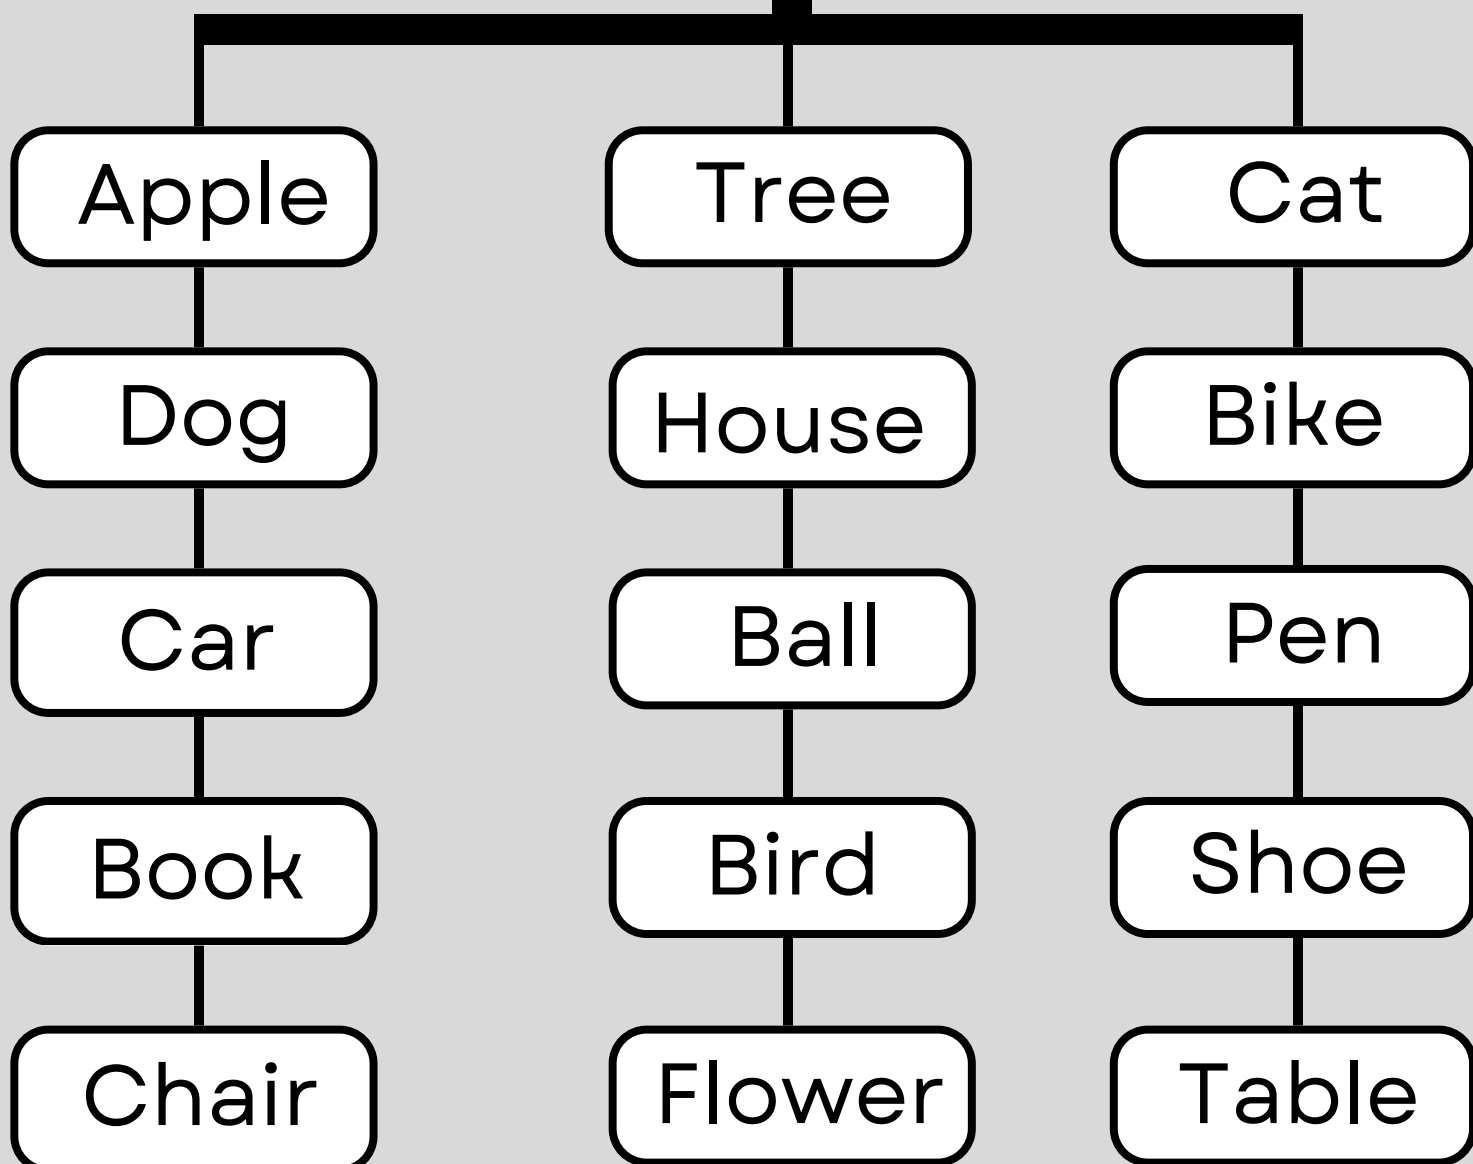 Apple
Tree
Cat
Dog
House
Bike
Car
Ball
Pen
Book
Bird
Shoe
Chair
Flower
Table